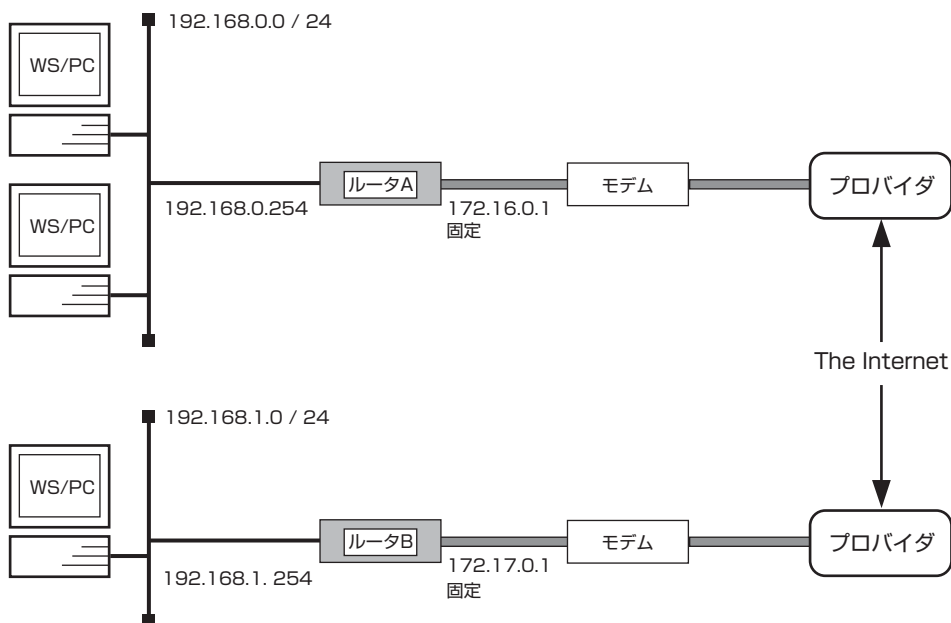 192.168.0.0 / 24
WS/PC
ルータA
モデム
プロバイダ
192.168.0.254
172.16.0.1
固定
WS/PC
The Internet
192.168.1.0 / 24
WS/PC
ルータB
モデム
プロバイダ
192.168.1. 254
172.17.0.1
固定